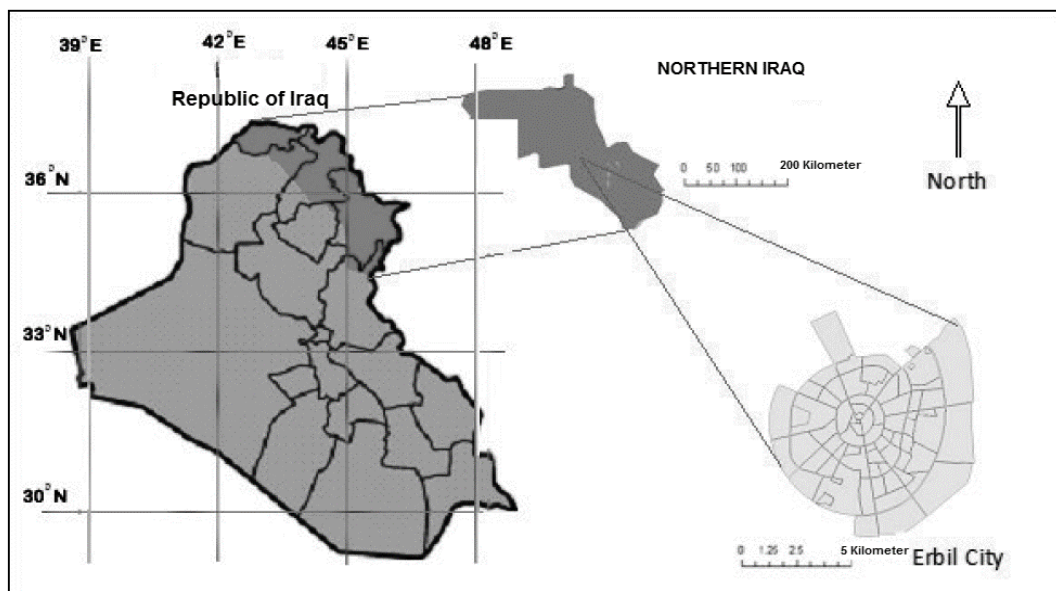 39°E 42°E 45°E 48°E
NORTHERN IRAQ
Republic of Iraq
0 50 100 200 Kilometer
North
36°N
33°N
30°N
0 1.25 2.5 5 Kilometer
Erbil City